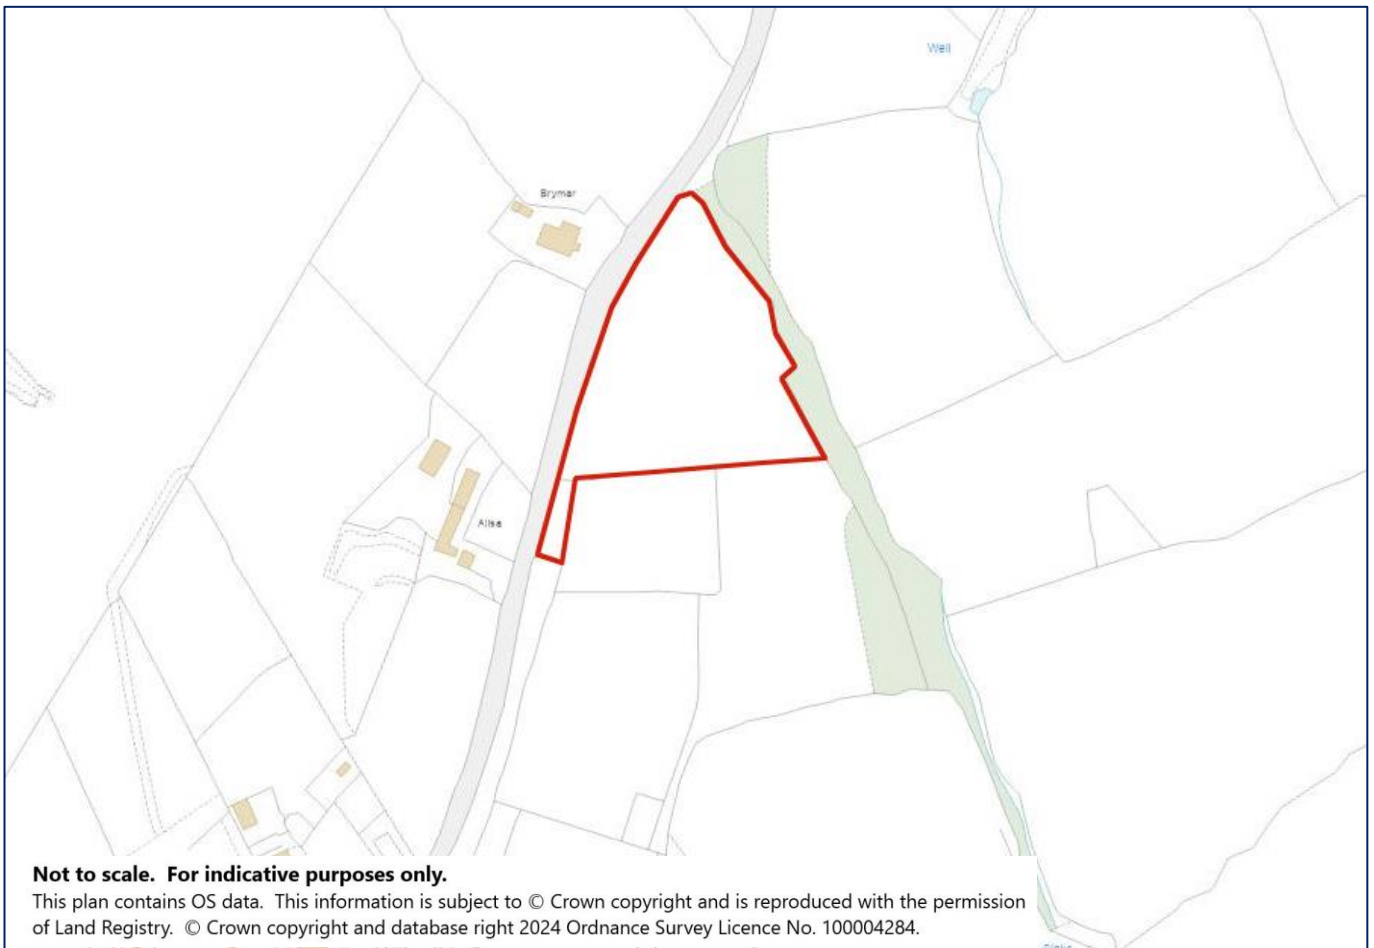 Well
Brymar
Ailsa
Not to scale.  For indicative purposes only.
This plan contains OS data.  This information is subject to © Crown copyright and is reproduced with the permission
of Land Registry.  © Crown copyright and database right 2024 Ordnance Survey Licence No. 100004284.